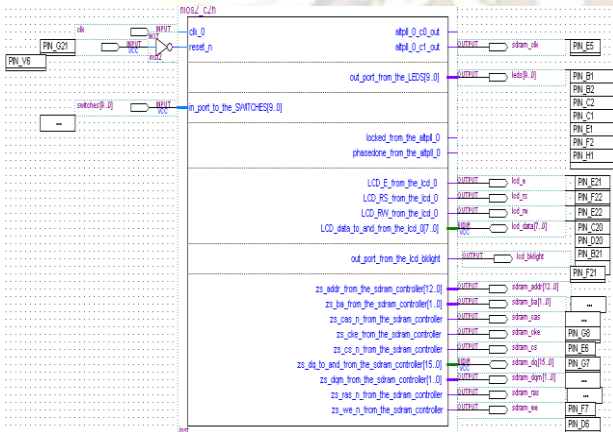 nios2_c2h
clk INPUT VCC clk_0 altpll_0_c0_out
PIN_G21 INPUT VCC reset_n altpll_0_c1_out OUTPUT sdram_clk PIN_E5
PIN_V6 inst2
out_port_from_the_LEDS[9..0] OUTPUT leds[9..0] PIN_B1
PIN_B2
switches[9..0] INPUT VCC in_port_to_the_SWITCHES[9..0] PIN_C2
... PIN_C1
PIN_E1
locked_from_the_altpll_0 PIN_F2
phasedone_from_the_altpll_0 PIN_H1
LCD_E_from_the_lcd_0 OUTPUT lcd_e PIN_E21
LCD_RS_from_the_lcd_0 OUTPUT lcd_rs PIN_F22
LCD_RW_from_the_lcd_0 OUTPUT lcd_rw PIN_E22
LCD_data_to_and_from_the_lcd_0[7..0] VCC lcd_data[7..0] PIN_C20
PIN_D20
out_port_from_the_lcd_bklight OUTPUT lcd_bklight PIN_B21
PIN_F21
zs_addr_from_the_sdram_controller[12..0] OUTPUT sdram_addr[12..0]
zs_ba_from_the_sdram_controller[1..0] OUTPUT sdram_ba[1..0] ...
zs_cas_n_from_the_sdram_controller OUTPUT sdram_cas ...
zs_cke_from_the_sdram_controller OUTPUT sdram_cke PIN_G8
zs_cs_n_from_the_sdram_controller OUTPUT sdram_cs PIN_E6
zs_dq_to_and_from_the_sdram_controller[15..0] VCC sdram_dq[15..0] PIN_G7
zs_dqm_from_the_sdram_controller[1..0] OUTPUT sdram_dqm[1..0] ...
zs_ras_n_from_the_sdram_controller OUTPUT sdram_ras ...
zs_we_n_from_the_sdram_controller OUTPUT sdram_we PIN_F7
PIN_D6